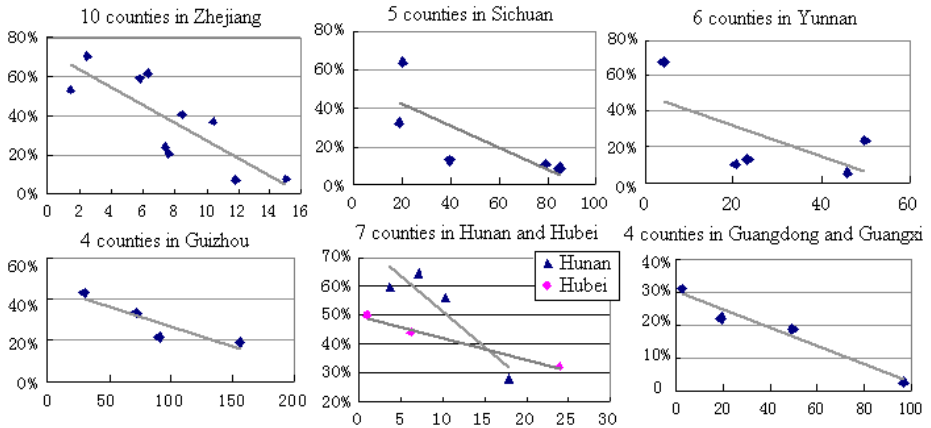 10 counties in Zhejiang
80%
60%
40%
20%
0%
0 2 4 6 8 10 12 14 16
5 counties in Sichuan
80%
60%
40%
20%
0%
0 20 40 60 80 100
6 counties in Yunnan
80%
60%
40%
20%
0%
0 20 40 60
4 counties in Guizhou
60%
40%
20%
0%
0 50 100 150 200
7 counties in Hunan and Hubei
70%
60%
50%
40%
30%
20%
0 5 10 15 20 25 30
Hunan
Hubei
4 counties in Guangdong and Guangxi
40%
30%
20%
10%
0
0 20 40 60 80 100